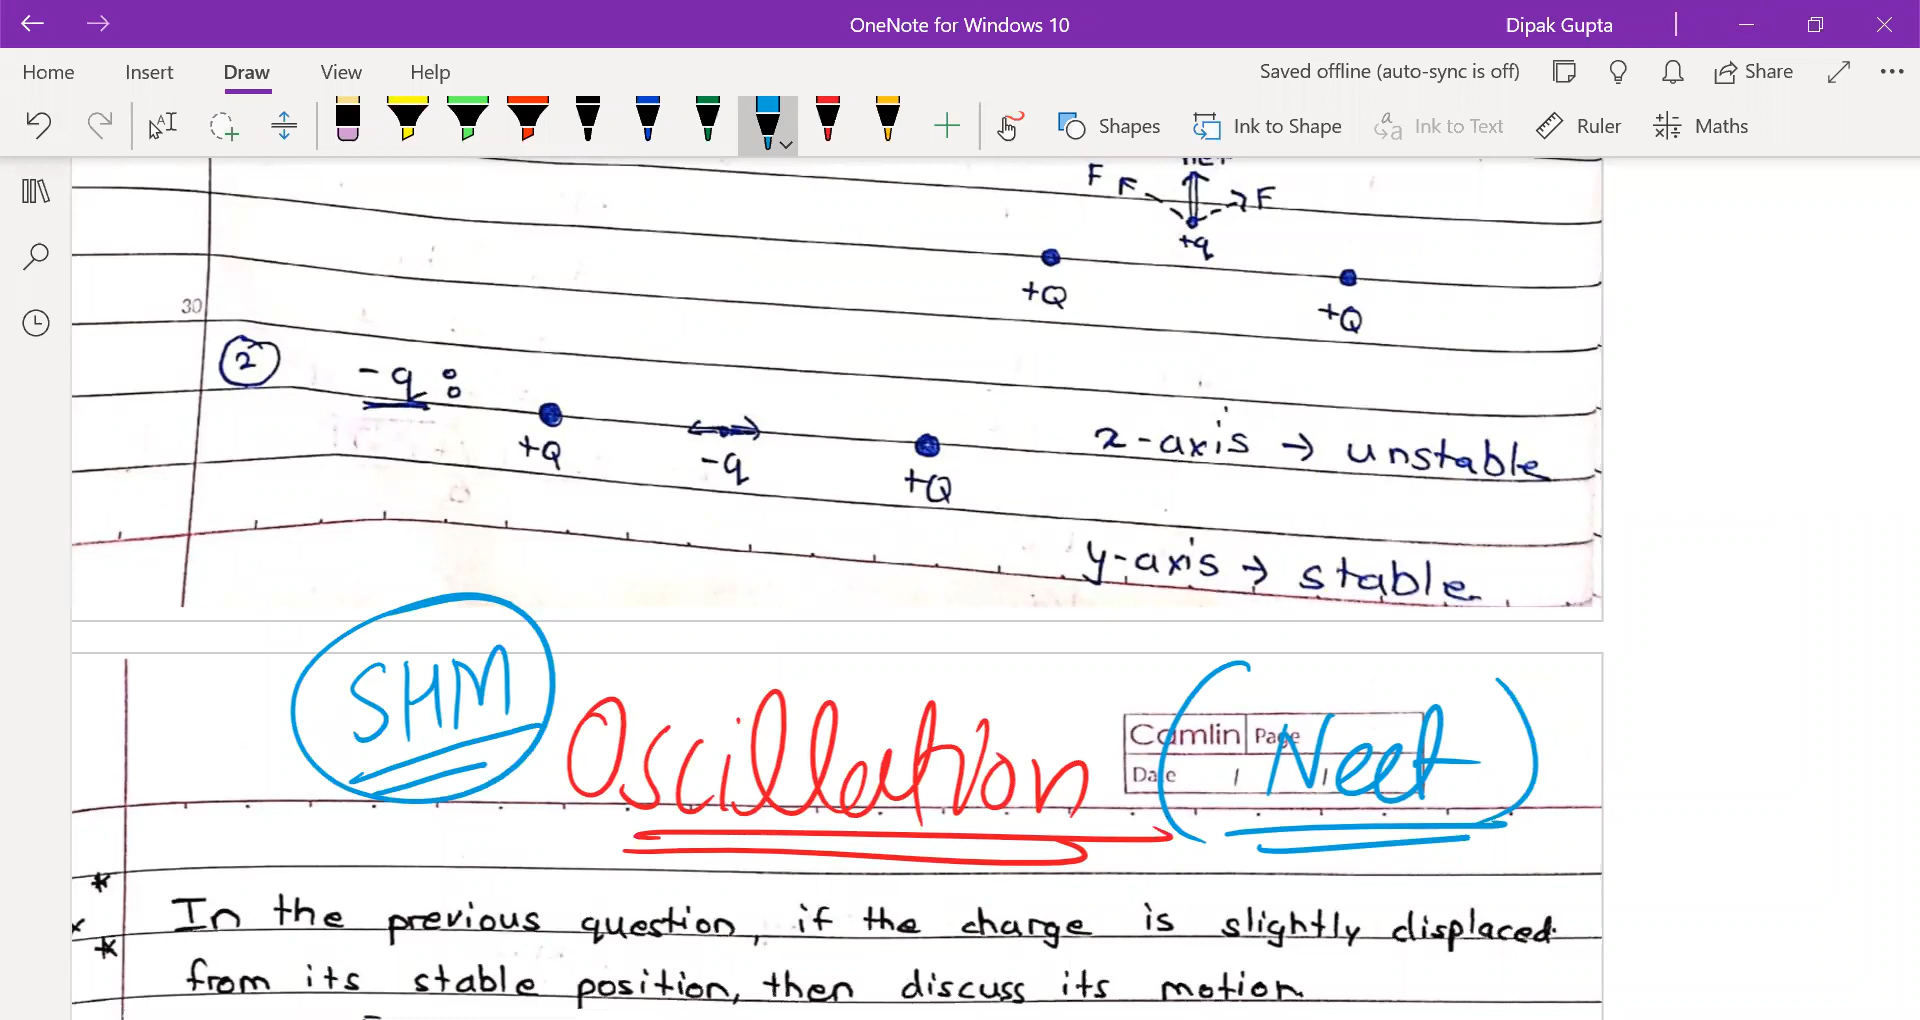 OneNote for Windows 10
Dipak Gupta
Home Insert Draw View Help
Saved offline (auto-sync is off) Share
Shapes Ink to Shape Ink to Text Ruler Maths
F F F
+q
+Q
+Q
30
2 -q :
+Q -q +Q
x-axis → unstable
y-axis → stable
SHM Oscillation (Neet)
Camlin Page
Date / /
* In the previous question, if the charge is slightly displaced
* from its stable position, then discuss its motion.